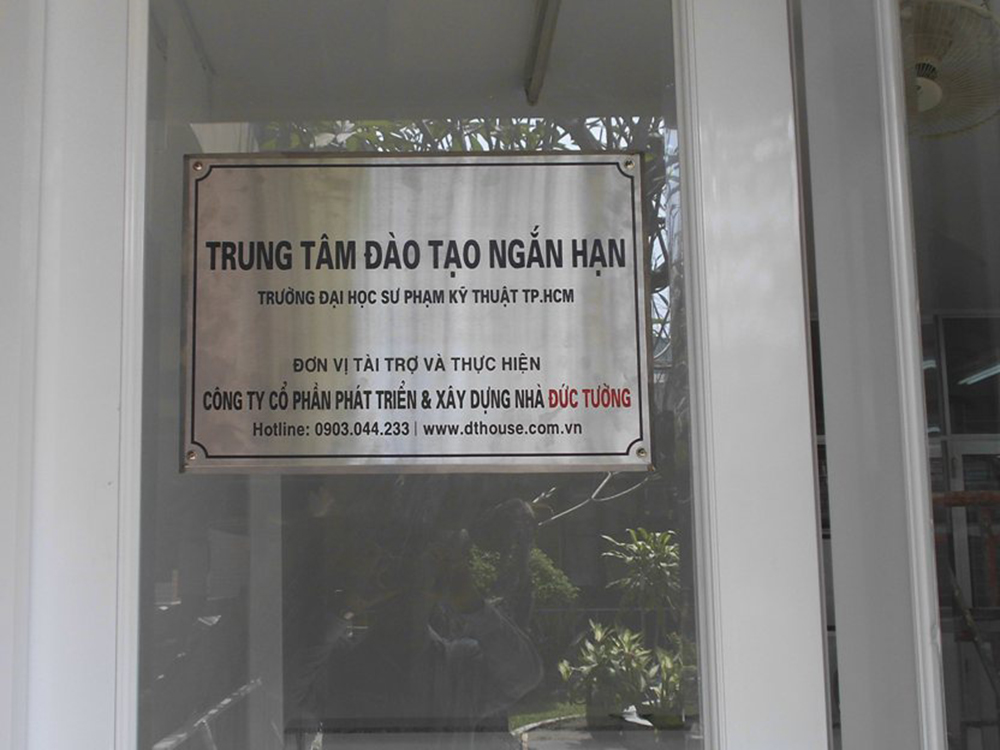 TRUNG TÂM ĐÀO TẠO NGẮN HẠN
TRƯỜNG ĐẠI HỌC SƯ PHẠM KỸ THUẬT TP.HCM
ĐƠN VỊ TÀI TRỢ VÀ THỰC HIỆN
CÔNG TY CỔ PHẦN PHÁT TRIỂN & XÂY DỰNG NHÀ ĐỨC TƯỜNG
Hotline: 0903.044.233 | www.dthouse.com.vn